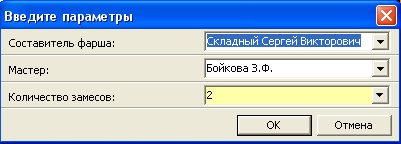 Введите параметры
Составитель фарша: Складный Сергей Викторович
Мастер: Бойкова З.Ф.
Количество замесов: 2
OK Отмена